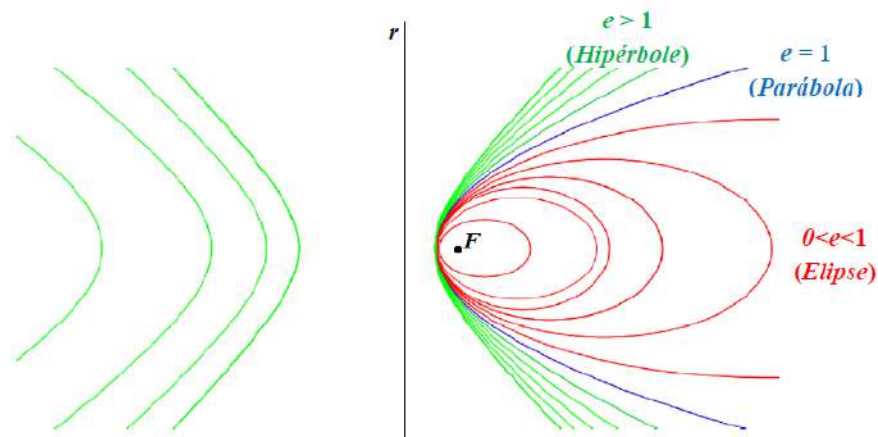 r
e > 1
(Hipérbole)
e = 1
(Parábola)
F
0<e<1
(Elipse)